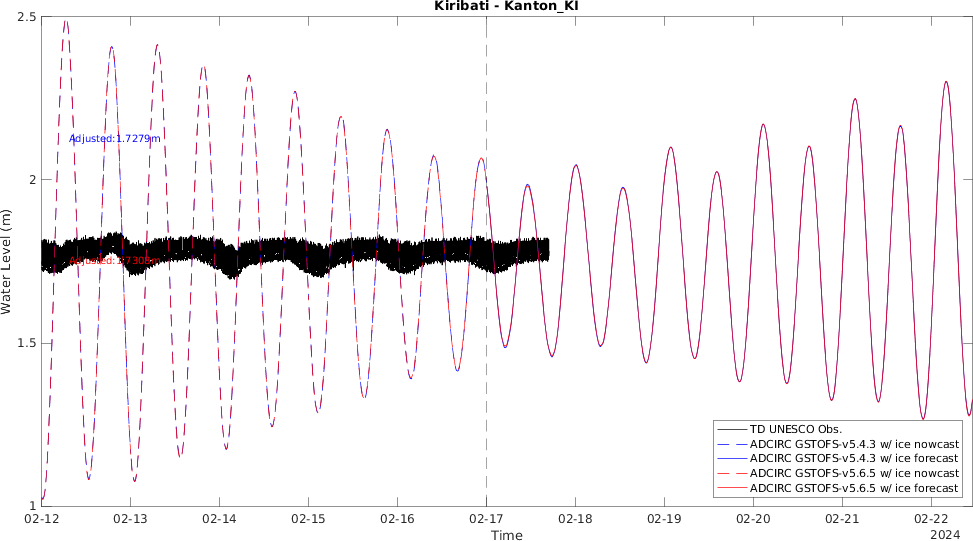 Kiribati - Kanton_KI
2.5
2
1.5
1
Water Level (m)
Adjusted:1.7279m
02-12
02-13
02-14
02-15
02-16
02-17
02-18
02-19
02-20
02-21
02-22
2024
Time
TD UNESCO Obs.
ADCIRC GSTOFS-v5.4.3 w/ ice nowcast
ADCIRC GSTOFS-v5.4.3 w/ ice forecast
ADCIRC GSTOFS-v5.6.5 w/ ice nowcast
ADCIRC GSTOFS-v5.6.5 w/ ice forecast